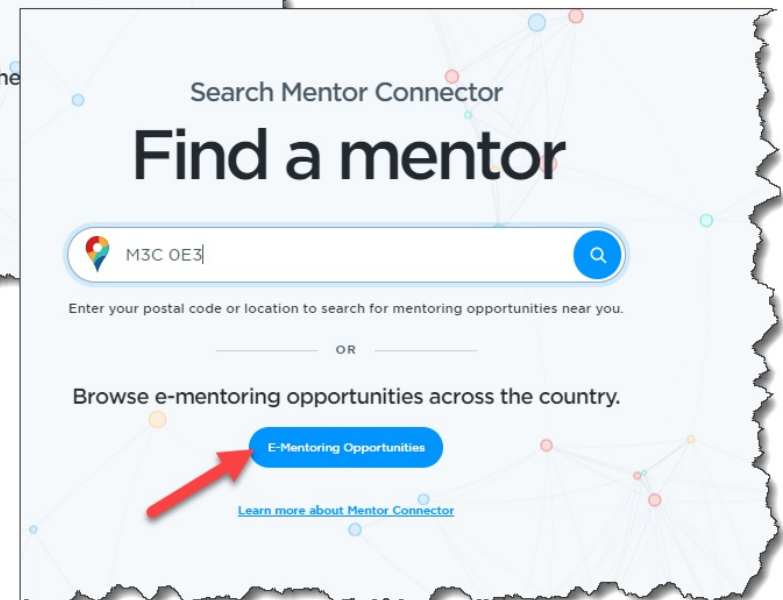 he
Search Mentor Connector
Find a mentor
M3C 0E3
Enter your postal code or location to search for mentoring opportunities near you.
OR
Browse e-mentoring opportunities across the country.
E-Mentoring Opportunities
Learn more about Mentor Connector